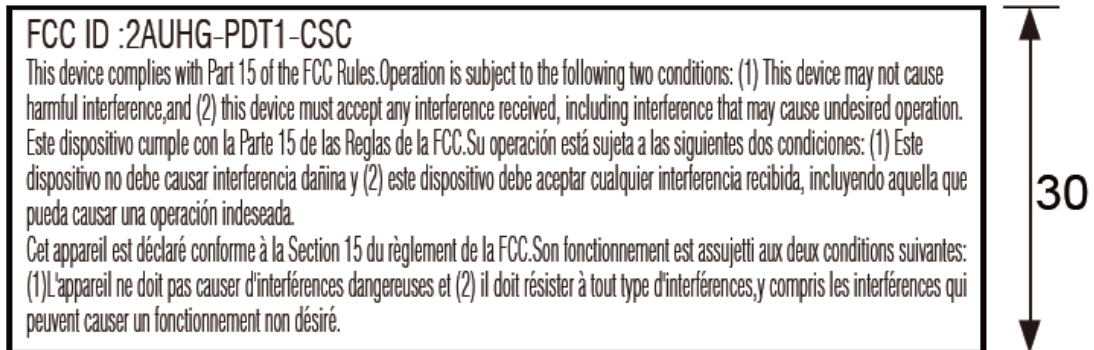 FCC ID :2AUHG-PDT1-CSC
This device complies with Part 15 of the FCC Rules.Operation is subject to the following two conditions: (1) This device may not cause
harmful interference,and (2) this device must accept any interference received, including interference that may cause undesired operation.
Este dispositivo cumple con la Parte 15 de las Reglas de la FCC.Su operación está sujeta a las siguientes dos condiciones: (1) Este
dispositivo no debe causar interferencia dañina y (2) este dispositivo debe aceptar cualquier interferencia recibida, incluyendo aquella que
pueda causar una operación indeseada.
Cet appareil est déclaré conforme à la Section 15 du règlement de la FCC.Son fonctionnement est assujetti aux deux conditions suivantes:
(1)L'appareil ne doit pas causer d'interférences dangereuses et (2) il doit résister à tout type d'interférences,y compris les interférences qui
peuvent causer un fonctionnement non désiré.
30